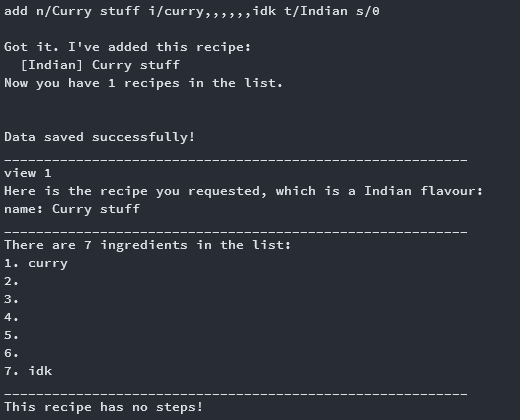 add n/Curry stuff i/curry,,,,,,idk t/Indian s/0
Got it. I've added this recipe:
[Indian] Curry stuff
Now you have 1 recipes in the list.
Data saved successfully!
__________________________________________________________
view 1
Here is the recipe you requested, which is a Indian flavour:
name: Curry stuff
__________________________________________________________
There are 7 ingredients in the list:
1. curry
2.
3.
4.
5.
6.
7. idk
__________________________________________________________
This recipe has no steps!